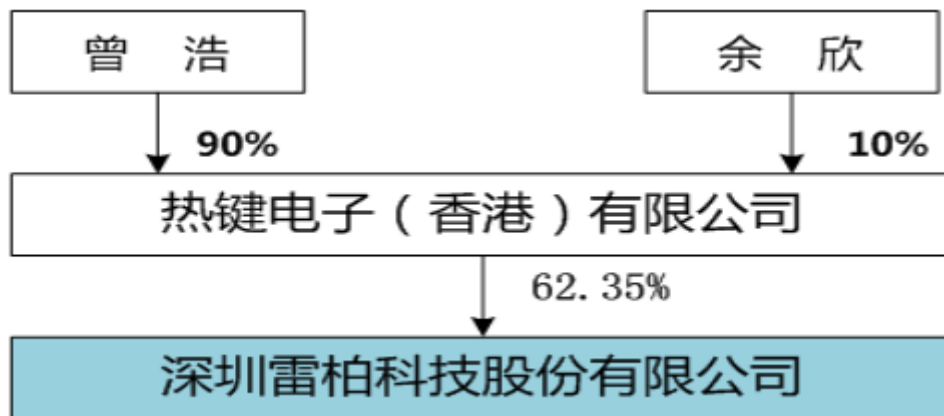 曾 浩
余 欣
90%
10%
热键电子（香港）有限公司
62.35%
深圳雷柏科技股份有限公司